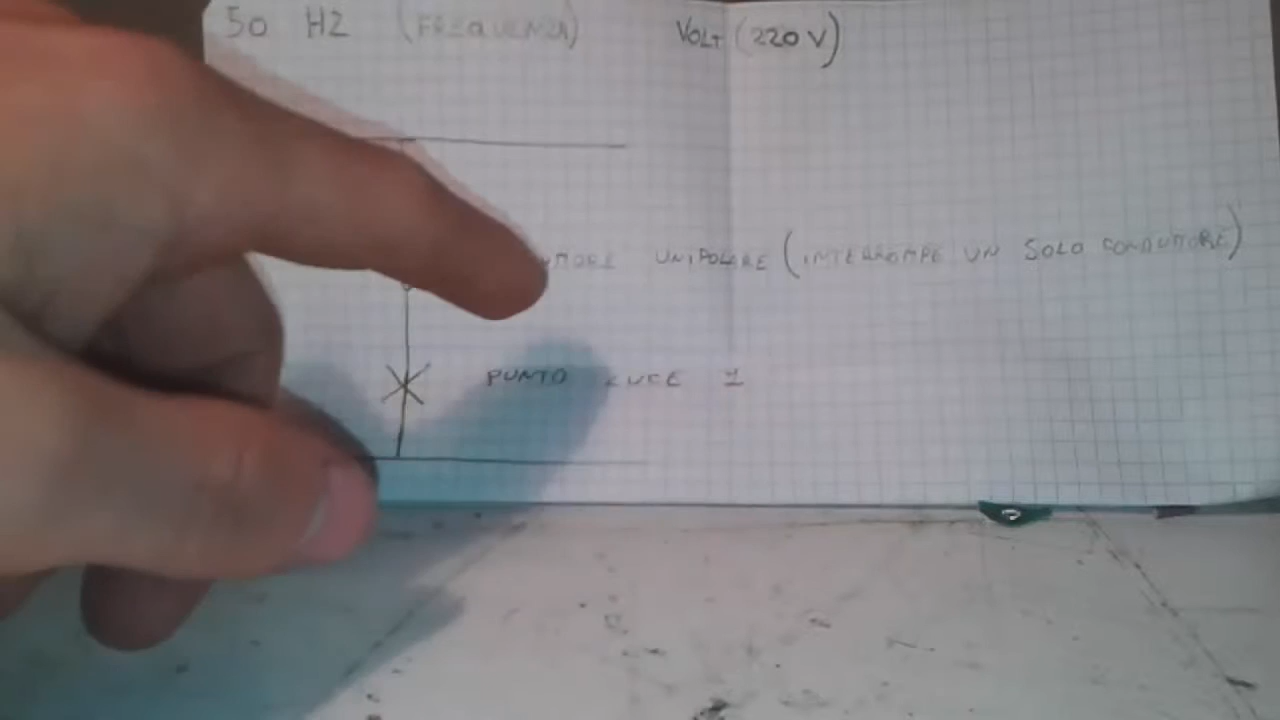 50 HZ (FREQUENZA) VOLT (220 V)
UNIPOLARE (INTERROMPE UN SOLO CONDUTTORE)
PUNTO LUCE 1